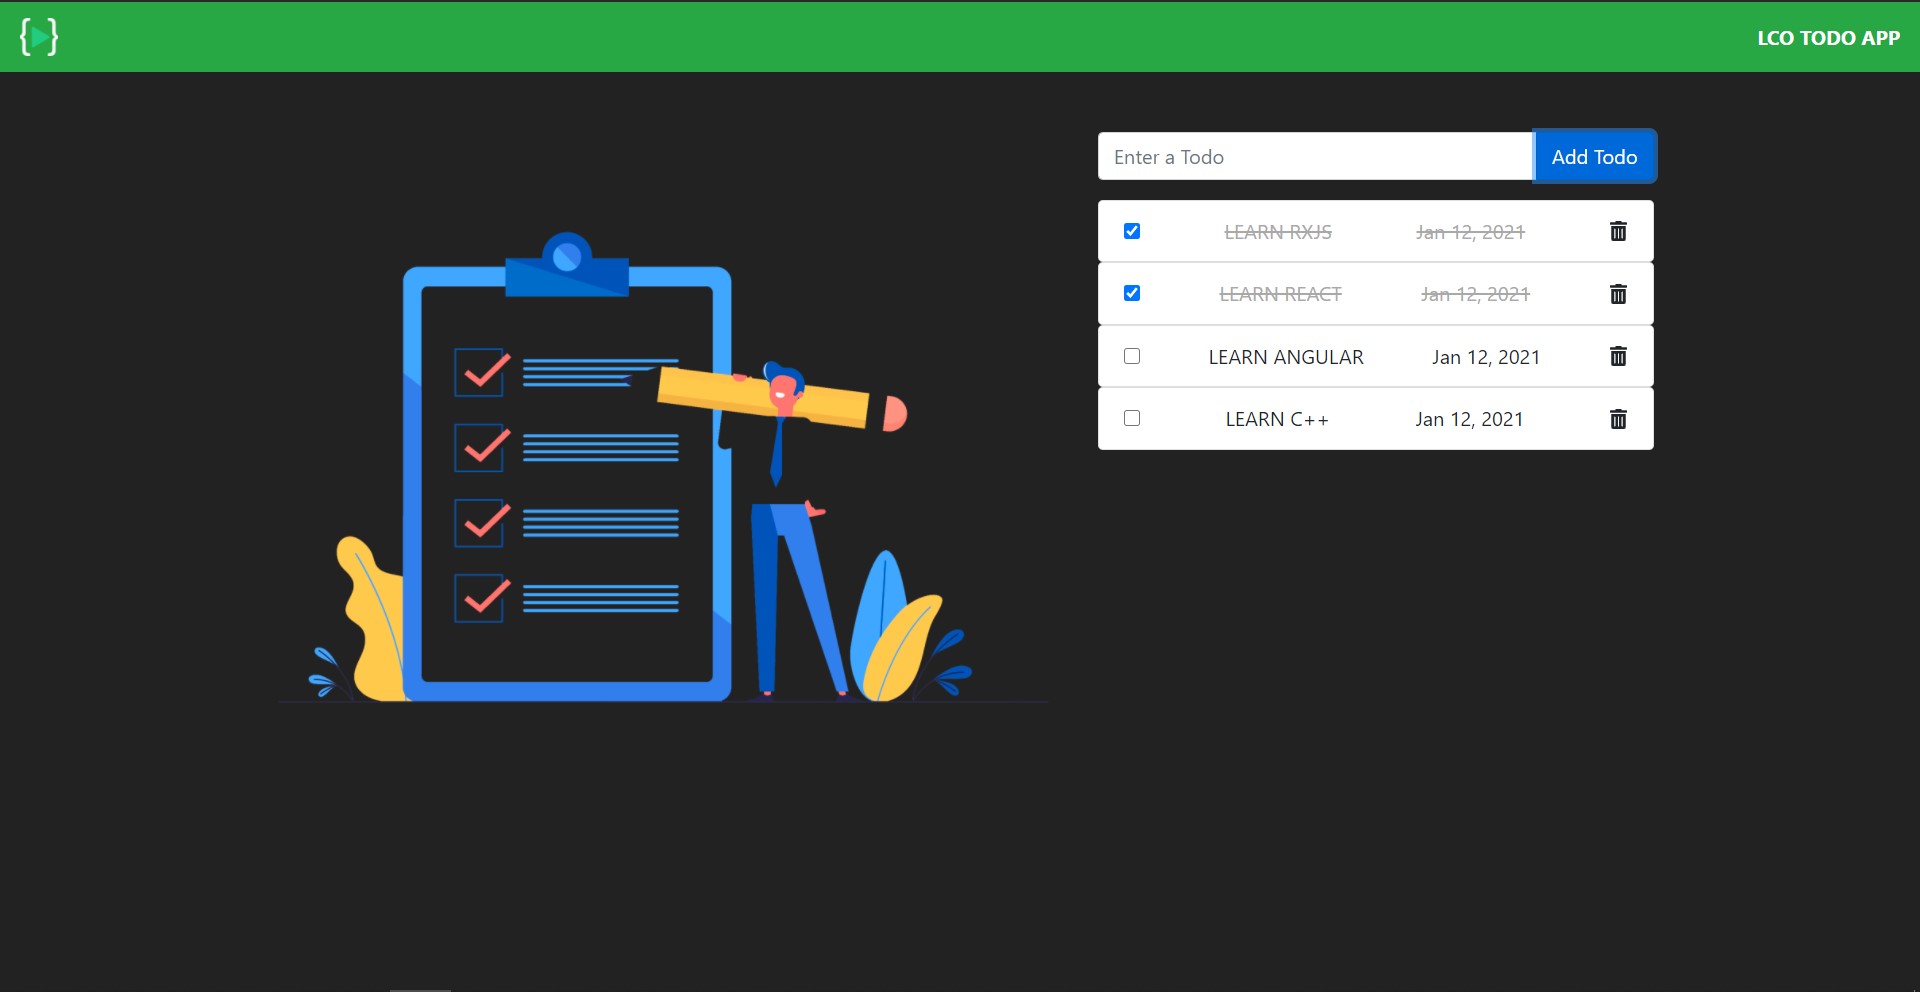 LCO TODO APP
Enter a Todo Add Todo
LEARN RXJS Jan 12, 2021
LEARN REACT Jan 12, 2021
LEARN ANGULAR Jan 12, 2021
LEARN C++ Jan 12, 2021